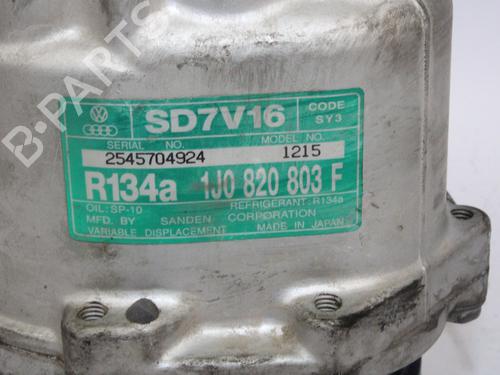 SD7V16
CODE
SY3
SERIAL NO.
MODEL NO.
2545704924
1215
R134a
1J0 820 803 F
OIL: SP-10
REFRIGERANT: R134a
MFD. BY SANDEN CORPORATION
VARIABLE DISPLACEMENT
MADE IN JAPAN